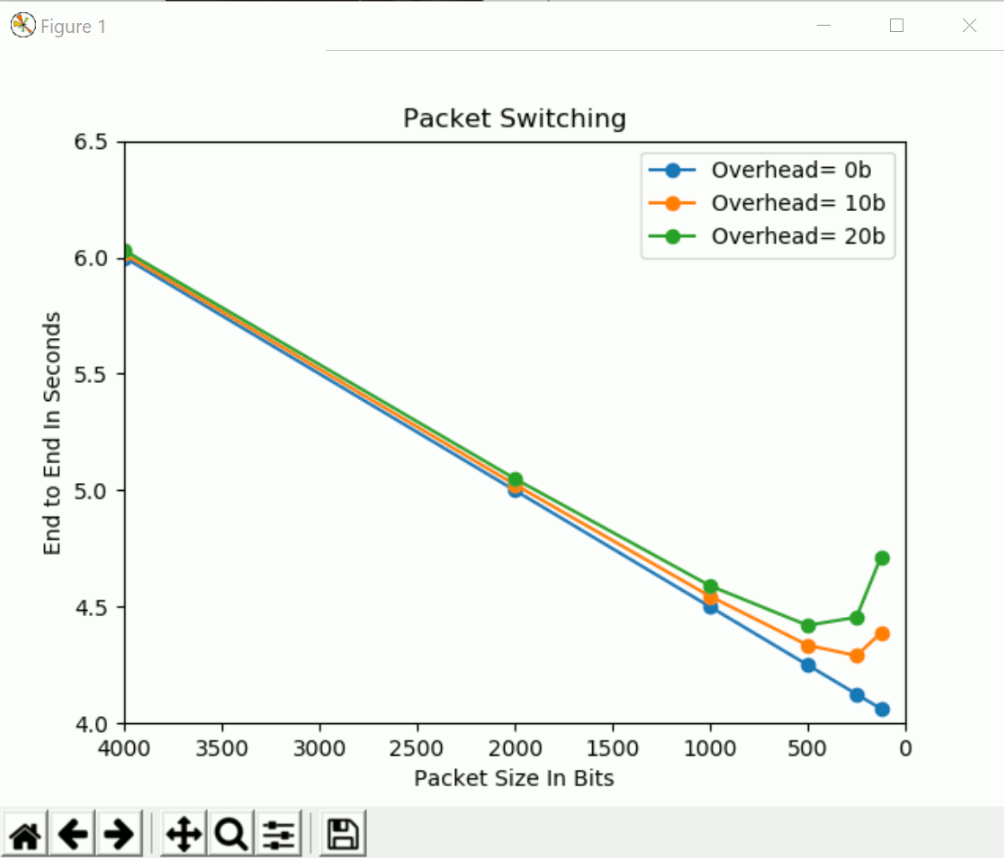 Figure 1
Packet Switching
6.5
6.0
5.5
5.0
4.5
4.0
End to End In Seconds
Overhead= 0b
Overhead= 10b
Overhead= 20b
4000 3500 3000 2500 2000 1500 1000 500 0
Packet Size In Bits